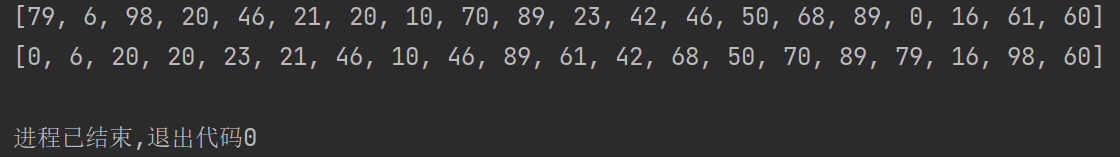 [79, 6, 98, 20, 46, 21, 20, 10, 70, 89, 23, 42, 46, 50, 68, 89, 0, 16, 61, 60]
[0, 6, 20, 20, 23, 21, 46, 10, 46, 89, 61, 42, 68, 50, 70, 89, 79, 16, 98, 60]
进程已结束,退出代码0